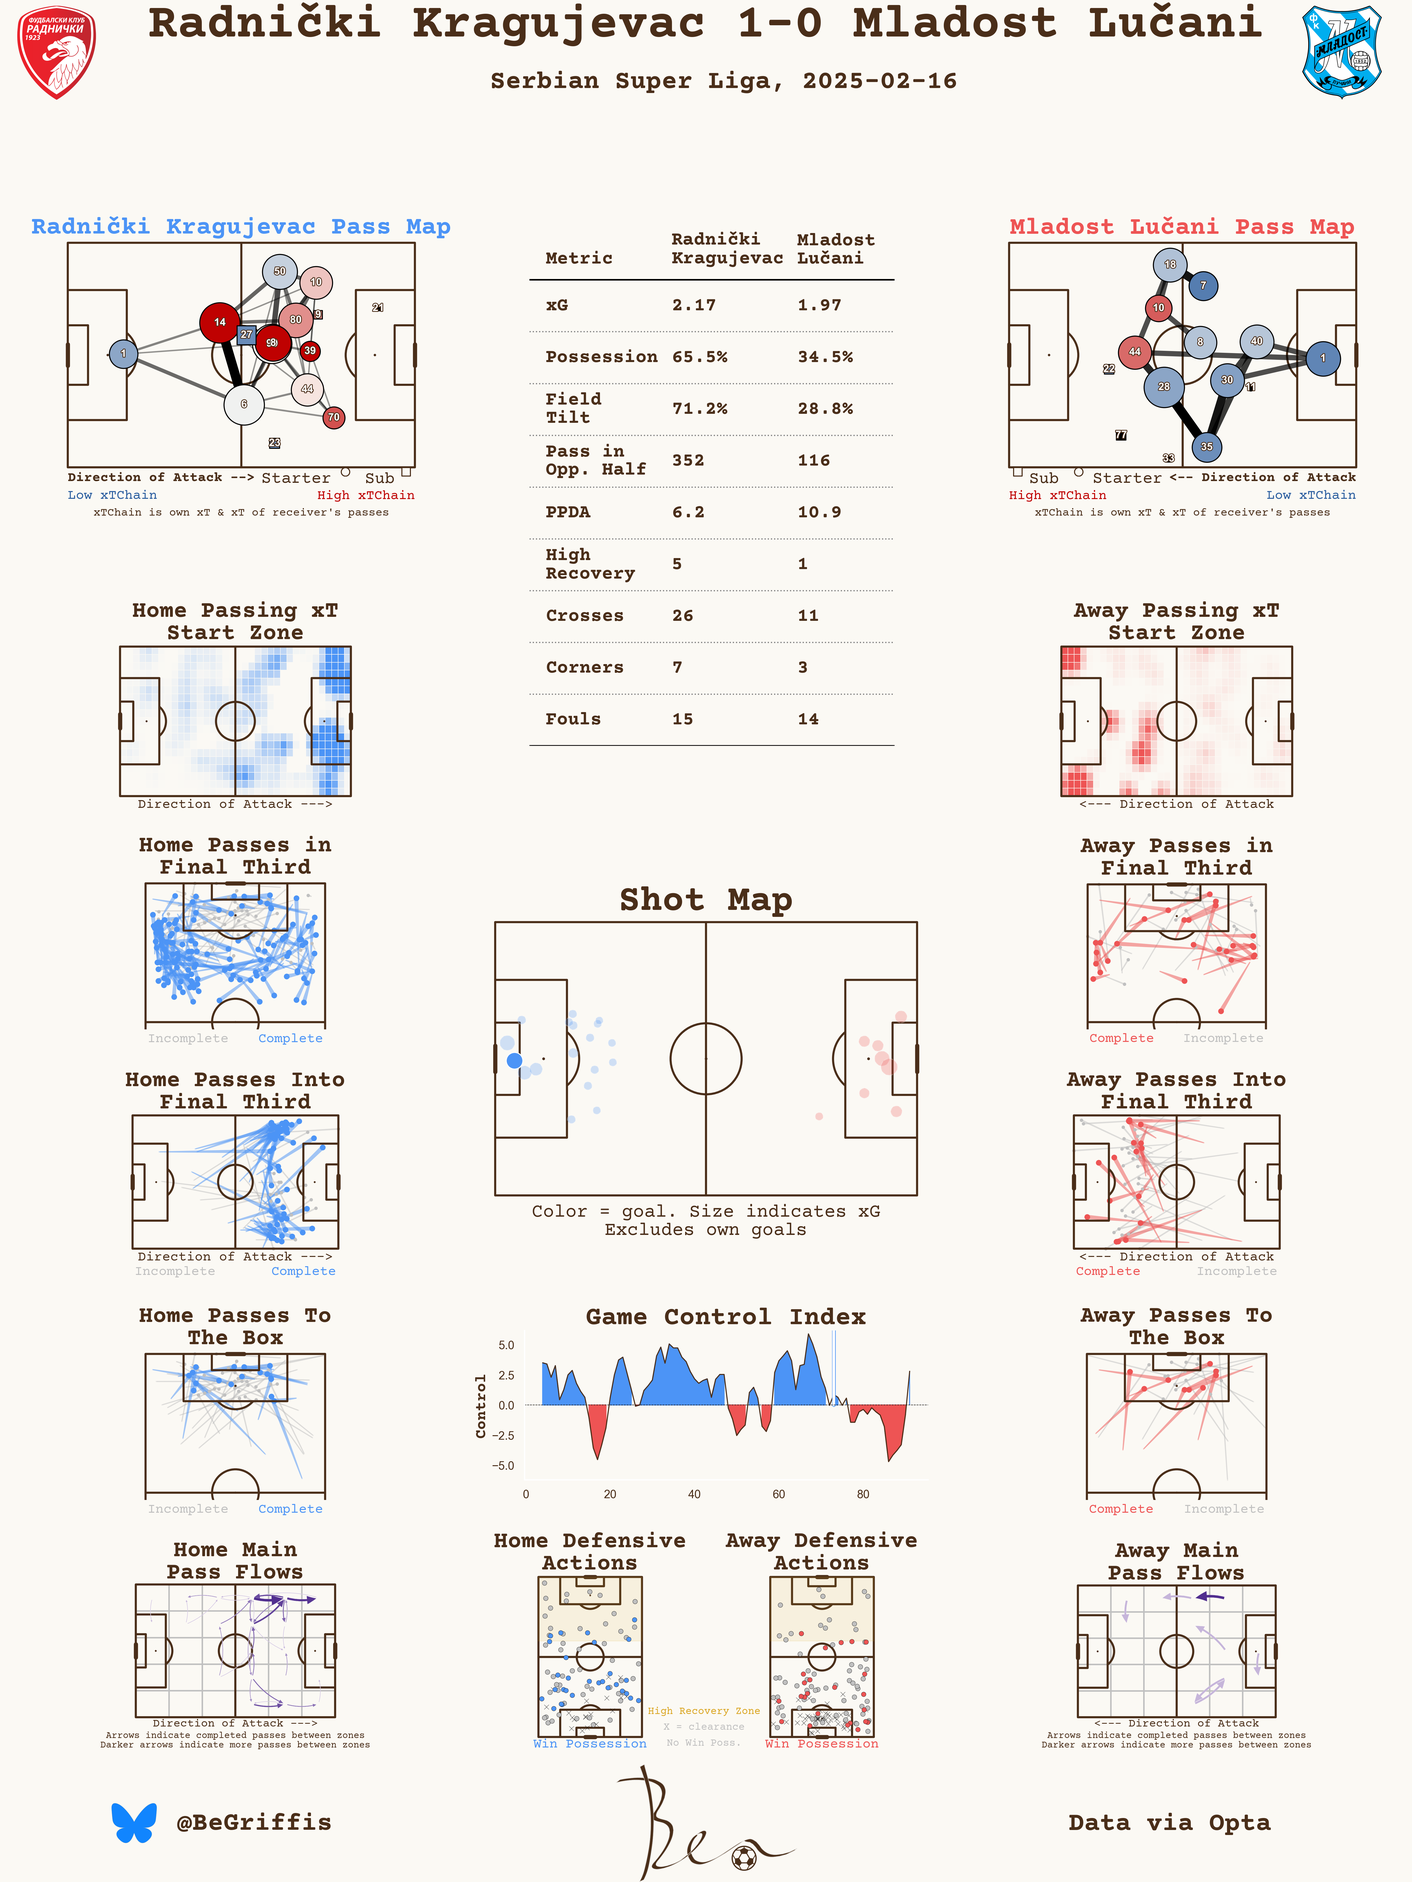 ФУДБАЛСКИ КЛУБ
РАДНИЧКИ
1923
Radnički Kragujevac 1-0 Mladost Lučani
ФК
МЛАДОСТ
Serbian Super Liga, 2025-02-16
Radnički Kragujevac Pass Map
50
10
21
9
14
80
27
39
1
44
6
70
23
Direction of Attack --> Starter Sub
Low xTChain High xTChain
xTChain is own xT & xT of receiver's passes
Metric Radnički Kragujevac Mladost Lučani
xG 2.17 1.97
Possession 65.5% 34.5%
Field Tilt 71.2% 28.8%
Pass in Opp. Half 352 116
PPDA 6.2 10.9
High Recovery 5 1
Crosses 26 11
Corners 7 3
Fouls 15 14
Mladost Lučani Pass Map
18
7
10
8
40
44
1
22
28
30
11
77
35
33
Sub Starter <-- Direction of Attack
High xTChain Low xTChain
xTChain is own xT & xT of receiver's passes
Home Passing xT
Start Zone
Direction of Attack --->
Away Passing xT
Start Zone
<--- Direction of Attack
Home Passes in
Final Third
Incomplete Complete
Away Passes in
Final Third
Complete Incomplete
Shot Map
Color = goal. Size indicates xG
Excludes own goals
Home Passes Into
Final Third
Direction of Attack --->
Incomplete Complete
Away Passes Into
Final Third
<--- Direction of Attack
Complete Incomplete
Home Passes To
The Box
Incomplete Complete
Game Control Index
Control
5.0
2.5
0.0
−2.5
−5.0
0 20 40 60 80
Away Passes To
The Box
Complete Incomplete
Home Main
Pass Flows
Direction of Attack --->
Arrows indicate completed passes between zones
Darker arrows indicate more passes between zones
Home Defensive
Actions
Win Possession
High Recovery Zone
X = clearance
No Win Poss.
Away Defensive
Actions
Win Possession
Away Main
Pass Flows
<--- Direction of Attack
Arrows indicate completed passes between zones
Darker arrows indicate more passes between zones
@BeGriffis
Ben
Data via Opta